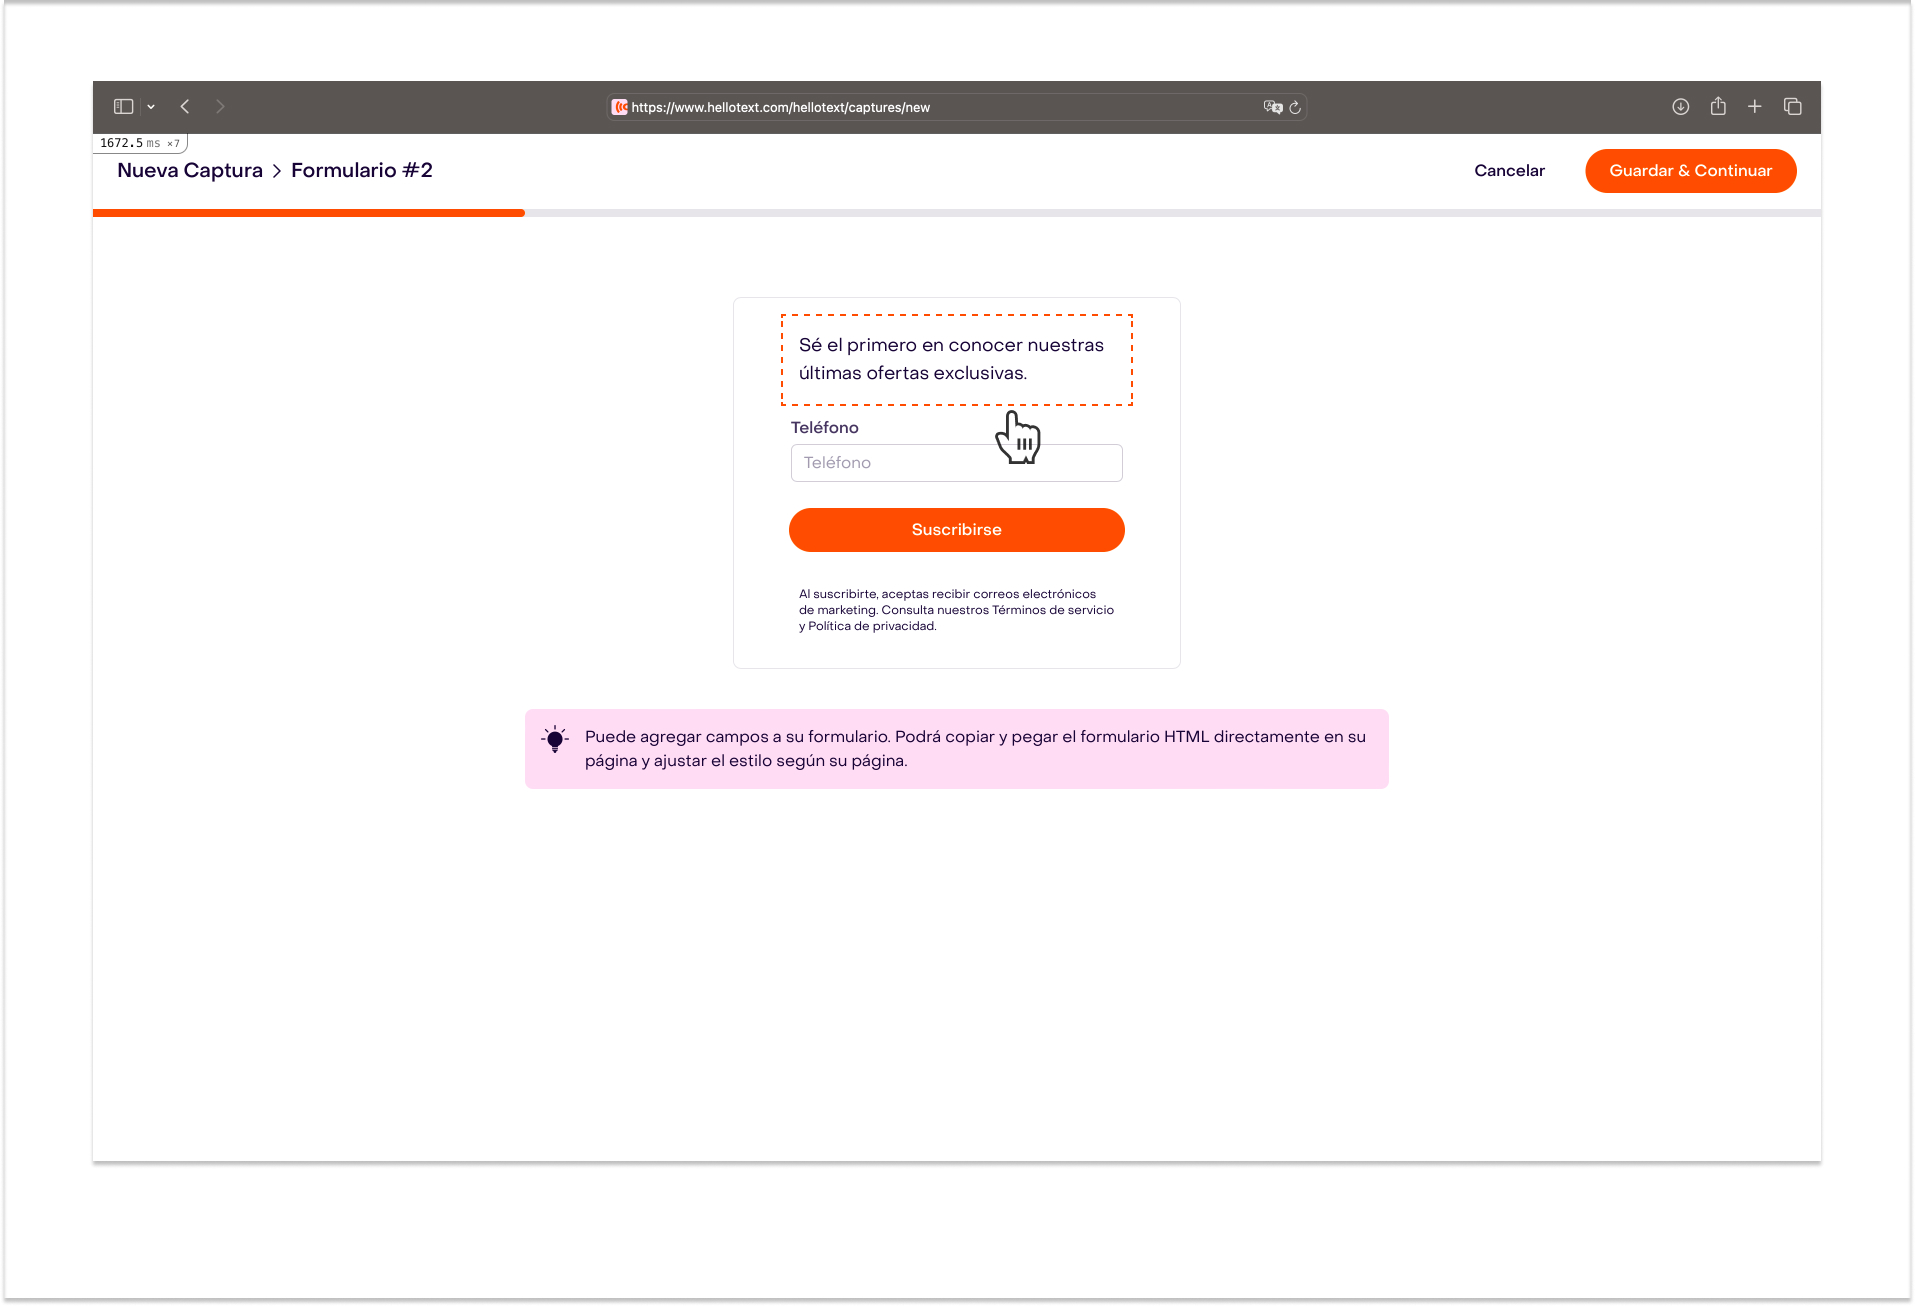 https://www.hellotext.com/hellotext/captures/new
1672.5 ms ×7
Nueva Captura > Formulario #2
Cancelar
Guardar & Continuar
Sé el primero en conocer nuestras
últimas ofertas exclusivas.
Teléfono
Teléfono
Suscribirse
Al suscribirte, aceptas recibir correos electrónicos
de marketing. Consulta nuestros Términos de servicio
y Política de privacidad.
Puede agregar campos a su formulario. Podrá copiar y pegar el formulario HTML directamente en su
página y ajustar el estilo según su página.